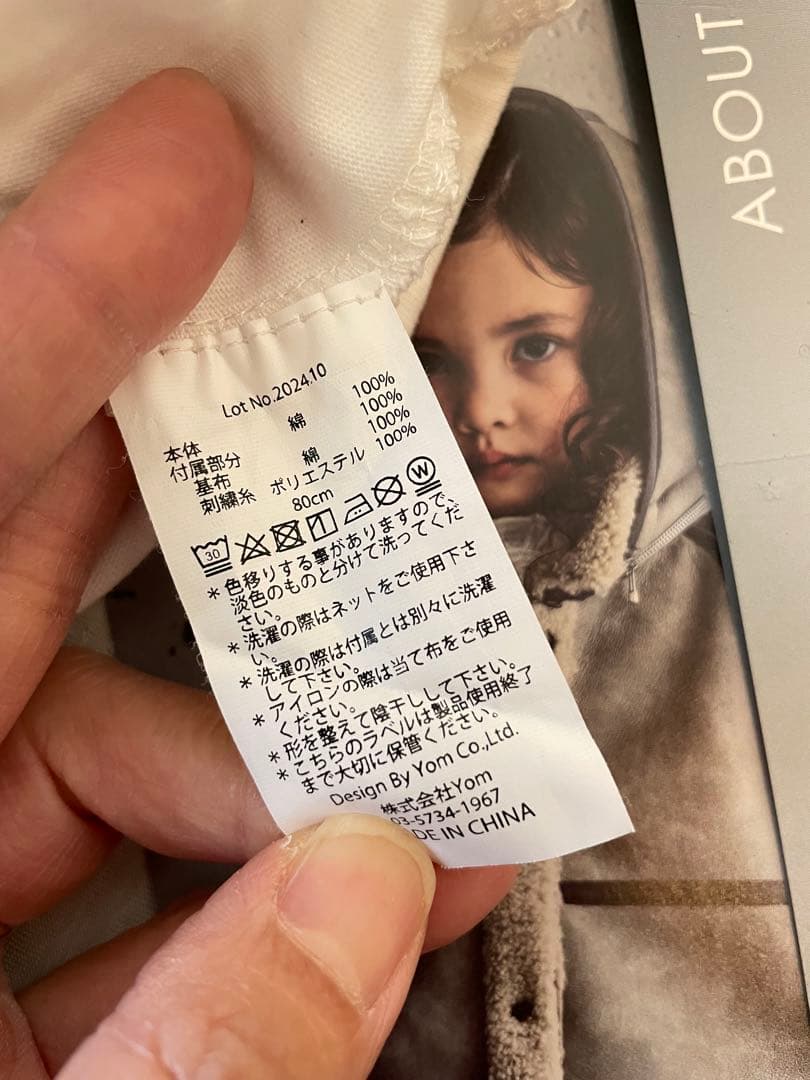 ABOUT
Lot No.2024.10
本体 綿 100%
付属部分 100%
基布 綿 100%
刺繍糸 ポリエステル 100%
80cm
30
W
＊色移りする事がありますので、
淡色のものと分けて洗ってくだ
さい。
＊洗濯の際はネットをご使用下さ
い。
＊洗濯の際は付属とは別々に洗濯
して下さい。
＊アイロンの際は当て布をご使用
ください。
＊形を整えて陰干しして下さい。
＊こちらのラベルは製品使用終了
まで大切に保管ください。
Design By Yom Co.,Ltd.
株式会社Yom
03-5734-1967
DE IN CHINA